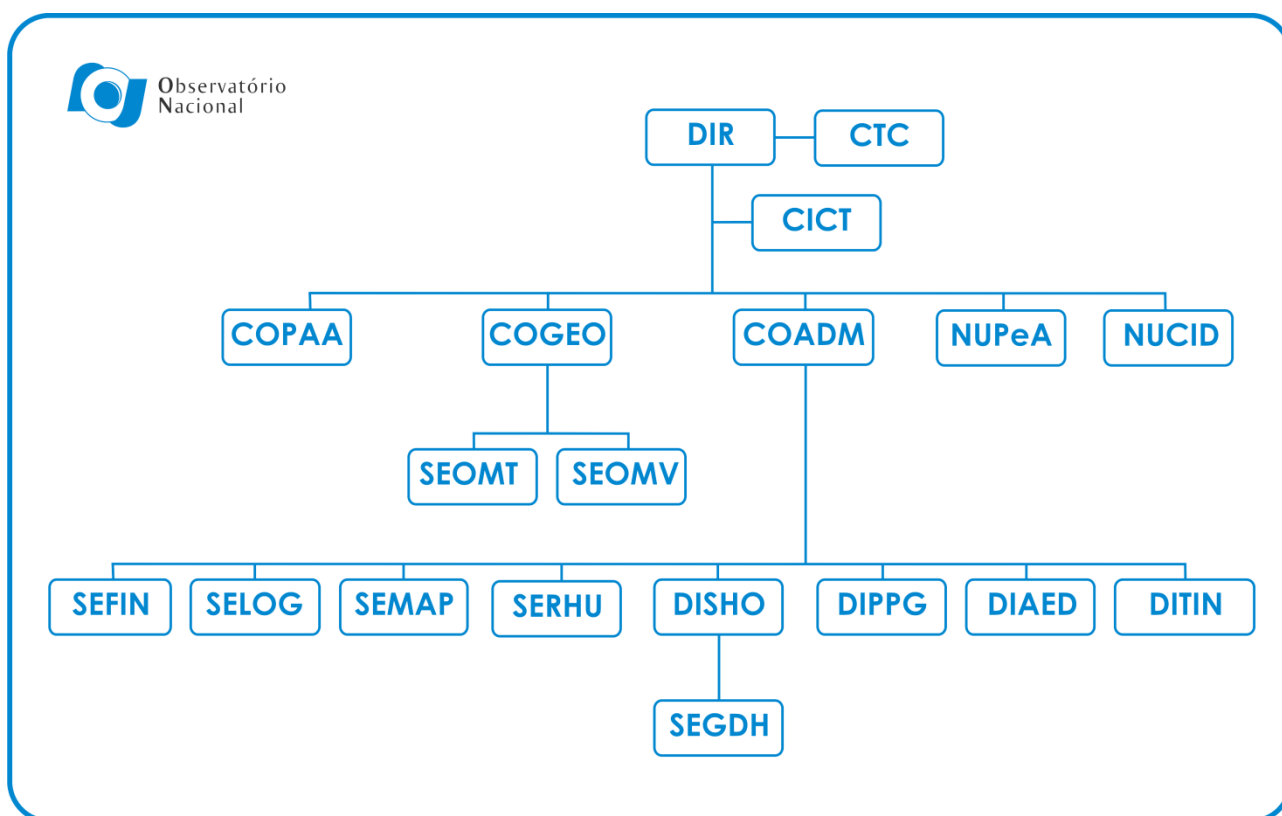 Observatório
Nacional
DIR
CTC
CICT
COPAA
COGEO
COADM
NUPeA
NUCID
SEOMT
SEOMV
SEFIN
SELOG
SEMAP
SERHU
DISHO
DIPPG
DIAED
DITIN
SEGDH